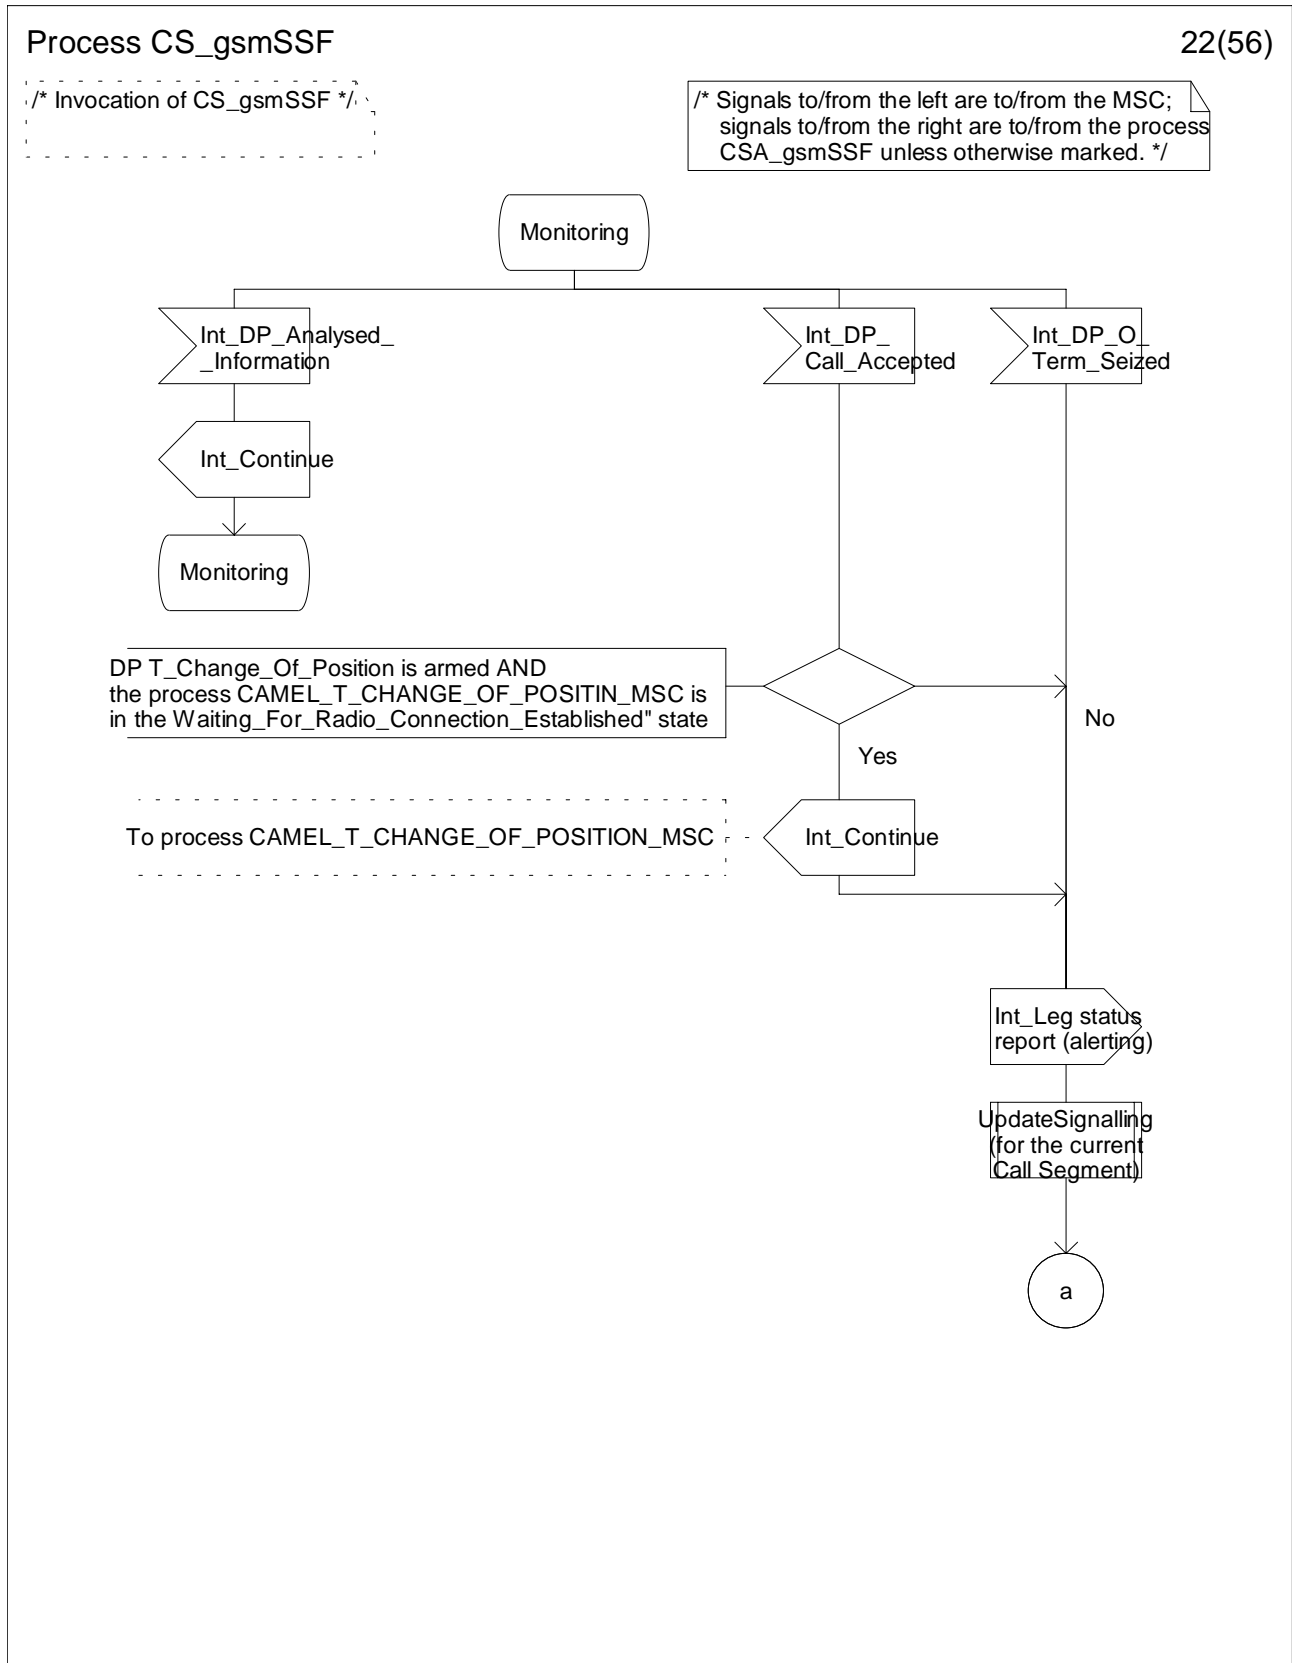 Process CS_gsmSSF
22(56)
/* Invocation of CS_gsmSSF */
/* Signals to/from the left are to/from the MSC;
signals to/from the right are to/from the process
CSA_gsmSSF unless otherwise marked. */
Monitoring
Int_DP_Analysed_
_Information
Int_DP_
Call_Accepted
Int_DP_O_
Term_Seized
Int_Continue
Monitoring
DP T_Change_Of_Position is armed AND
the process CAMEL_T_CHANGE_OF_POSITIN_MSC is
in the Waiting_For_Radio_Connection_Established" state
No
Yes
To process CAMEL_T_CHANGE_OF_POSITION_MSC
Int_Continue
Int_Leg status
report (alerting)
UpdateSignalling
(for the current
Call Segment)
a